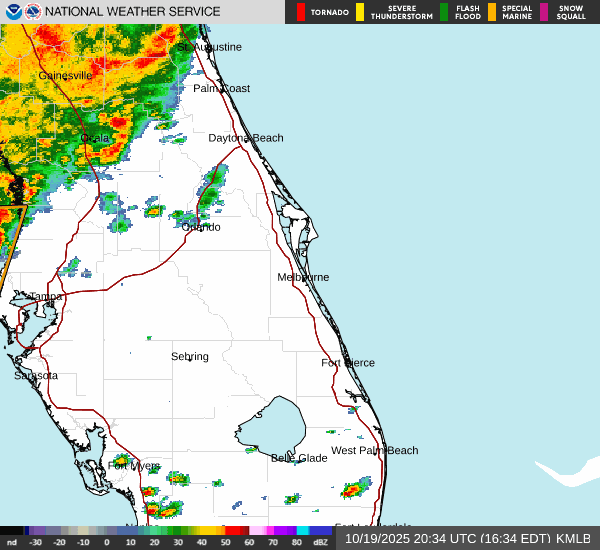 NATIONAL WEATHER SERVICE
TORNADO
SEVERE
THUNDERSTORM
FLASH
FLOOD
SPECIAL
MARINE
SNOW
SQUALL
St. Augustine
Gainesville
Palm Coast
Ocala
Daytona Beach
Orlando
Melbourne
Tampa
Sebring
Fort Pierce
Sarasota
West Palm Beach
Belle Glade
Fort Myers
Fort Lauderdale
nd -30 -20 -10 0 10 20 30 40 50 60 70 80 dBZ
10/19/2025 20:34 UTC (16:34 EDT) KMLB